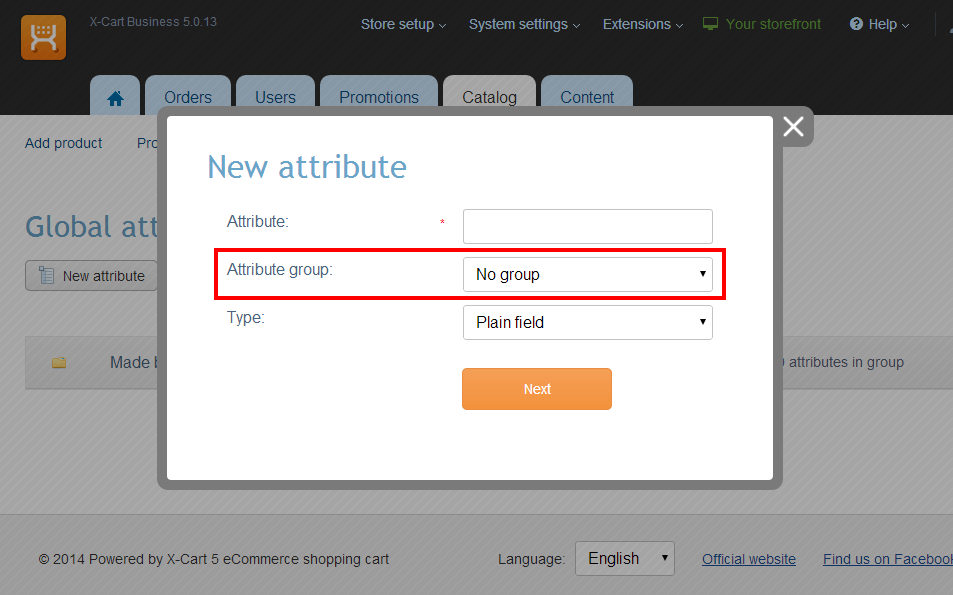 X-Cart Business 5.0.13
Store setup System settings Extensions Your storefront Help
Orders Users Promotions Catalog Content
Add product
New attribute
Attribute: *
Global att
Attribute group: No group
New attribute
Type: Plain field
Made
attributes in group
Next
© 2014 Powered by X-Cart 5 eCommerce shopping cart Language: English Official website Find us on Facebook